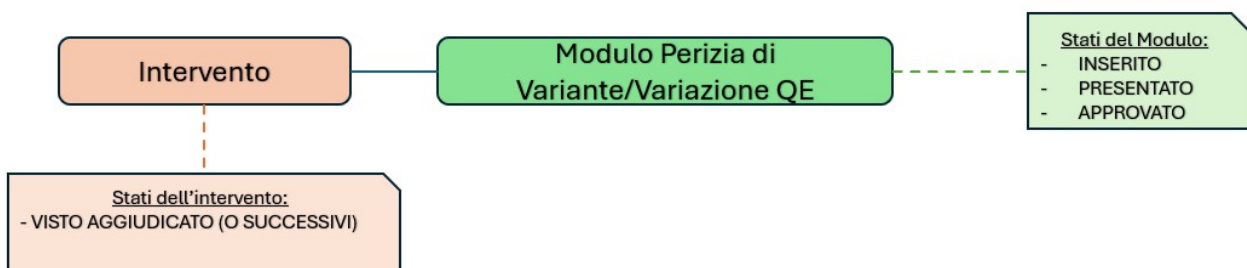 Intervento
Modulo Perizia di
Variante/Variazione QE
Stati del Modulo:
- INSERITO
- PRESENTATO
- APPROVATO
Stati dell’intervento:
- VISTO AGGIUDICATO (O SUCCESSIVI)